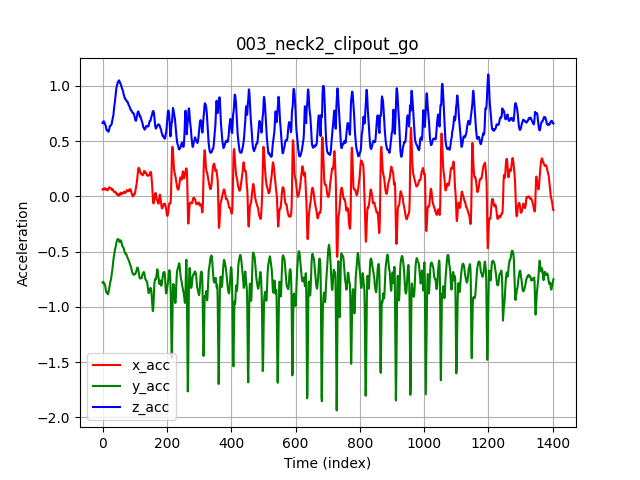 003_neck2_clipout_go
Acceleration
1.0
0.5
0.0
−0.5
−1.0
−1.5
−2.0
x_acc
y_acc
z_acc
0 200 400 600 800 1000 1200 1400
Time (index)